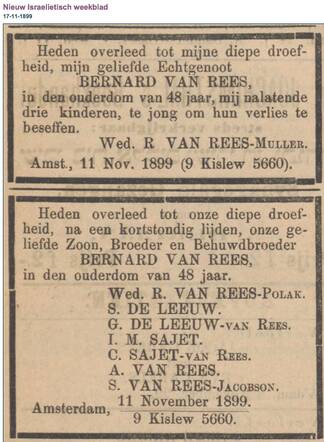 Nieuw Israelietisch weekblad
17-11-1899
Heden overleed tot mijne diepe droef-
heid, mijn geliefde Echtgenoot
BERNARD VAN REES,
in den ouderdom van 48 jaar, mij nalatende
drie kinderen, te jong om hun verlies te
beseffen.
Wed. R VAN REES-MULLER.
Amst., 11 Nov. 1899 (9 Kislew 5660).
Heden overleed tot onze diepe droef-
heid, na een kortstondig lijden, onze ge-
liefde Zoon, Broeder en Behuwdbroeder
BERNARD VAN REES,
in den ouderdom van 48 jaar.
Wed. R. VAN REES-POLAK.
S. DE LEEUW.
G. DE LEEUW-VAN REES.
I. M. SAJET.
C. SAJET-VAN REES.
A. VAN REES.
S. VAN REES-JACOBSON.
Amsterdam, 11 November 1899.
9 Kislew 5660.